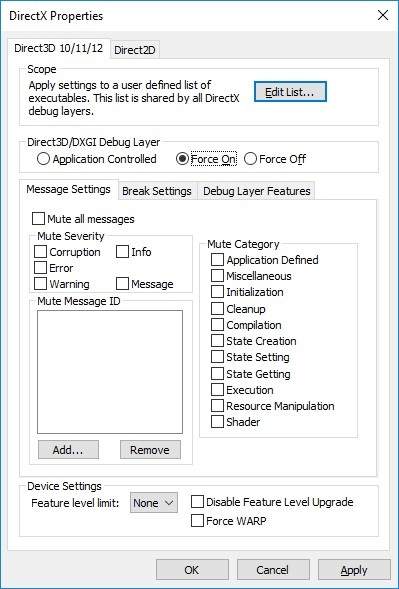 DirectX Properties
Direct3D 10/11/12 Direct2D
Scope
Apply settings to a user defined list of
executables. This list is shared by all DirectX
debug layers.
Edit List...
Direct3D/DXGI Debug Layer
Application Controlled Force On Force Off
Message Settings Break Settings Debug Layer Features
Mute all messages
Mute Severity
Corruption Info
Error
Warning Message
Mute Message ID
Add... Remove
Mute Category
Application Defined
Miscellaneous
Initialization
Cleanup
Compilation
State Creation
State Setting
State Getting
Execution
Resource Manipulation
Shader
Device Settings
Feature level limit: None Disable Feature Level Upgrade
Force WARP
OK Cancel Apply